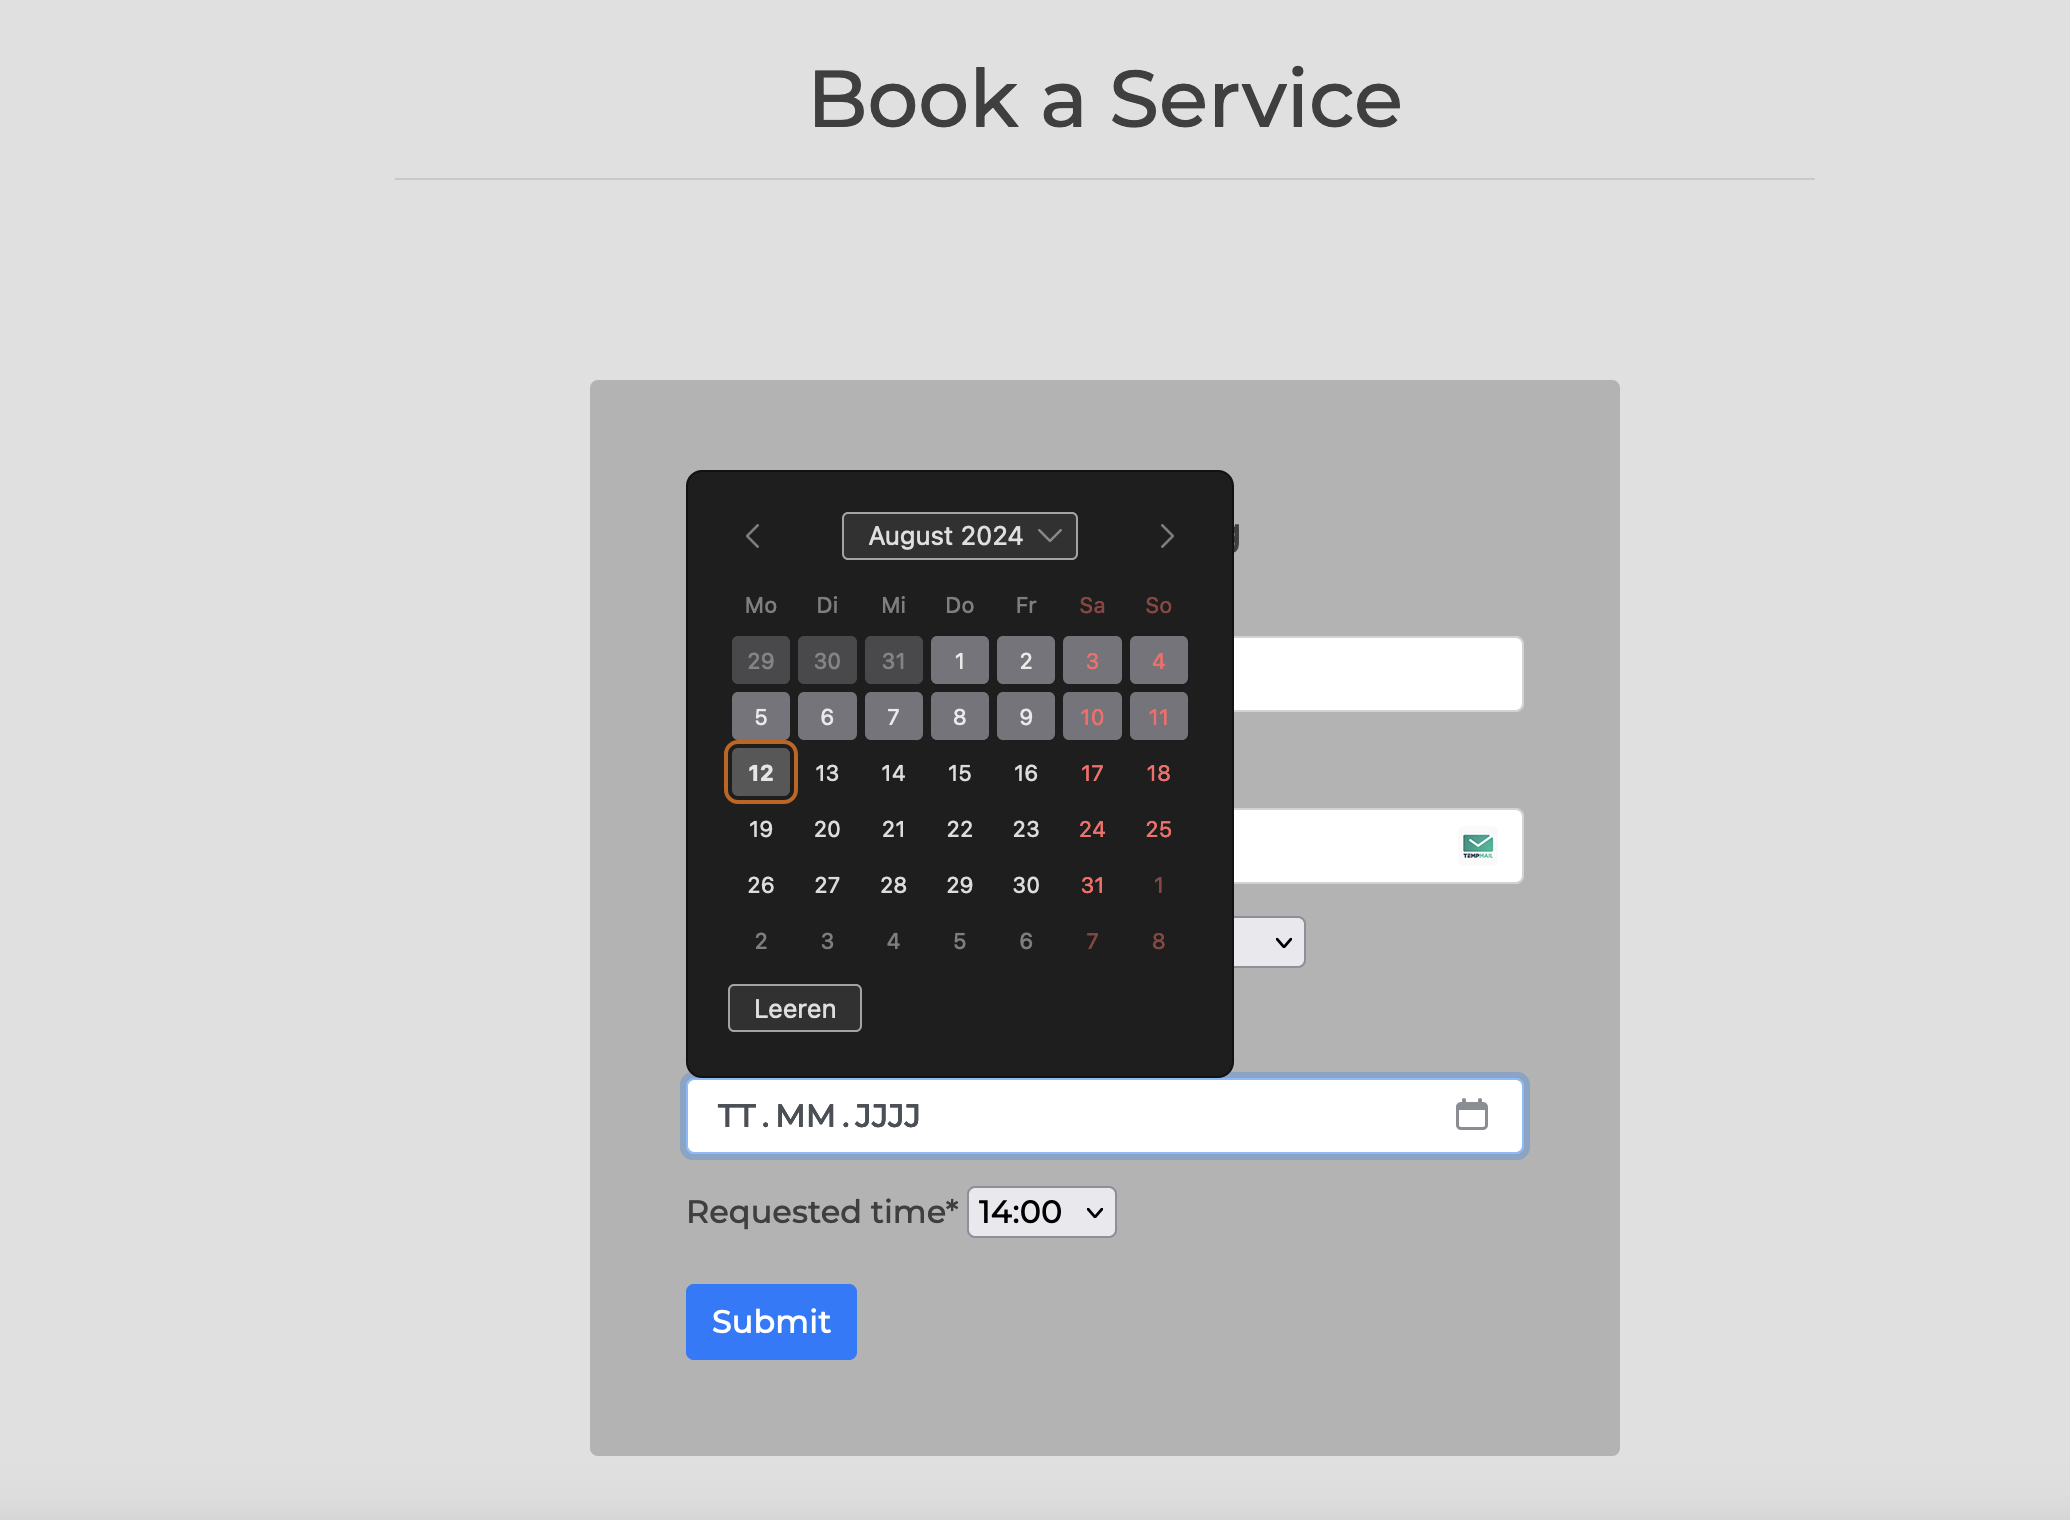 Book a Service
August 2024
Mo Di Mi Do Fr Sa So
29 30 31 1 2 3 4
5 6 7 8 9 10 11
12 13 14 15 16 17 18
19 20 21 22 23 24 25
TEMPMAIL
26 27 28 29 30 31 1
2 3 4 5 6 7 8
Leeren
TT.MM.JJJJ
Requested time* 14:00
Submit